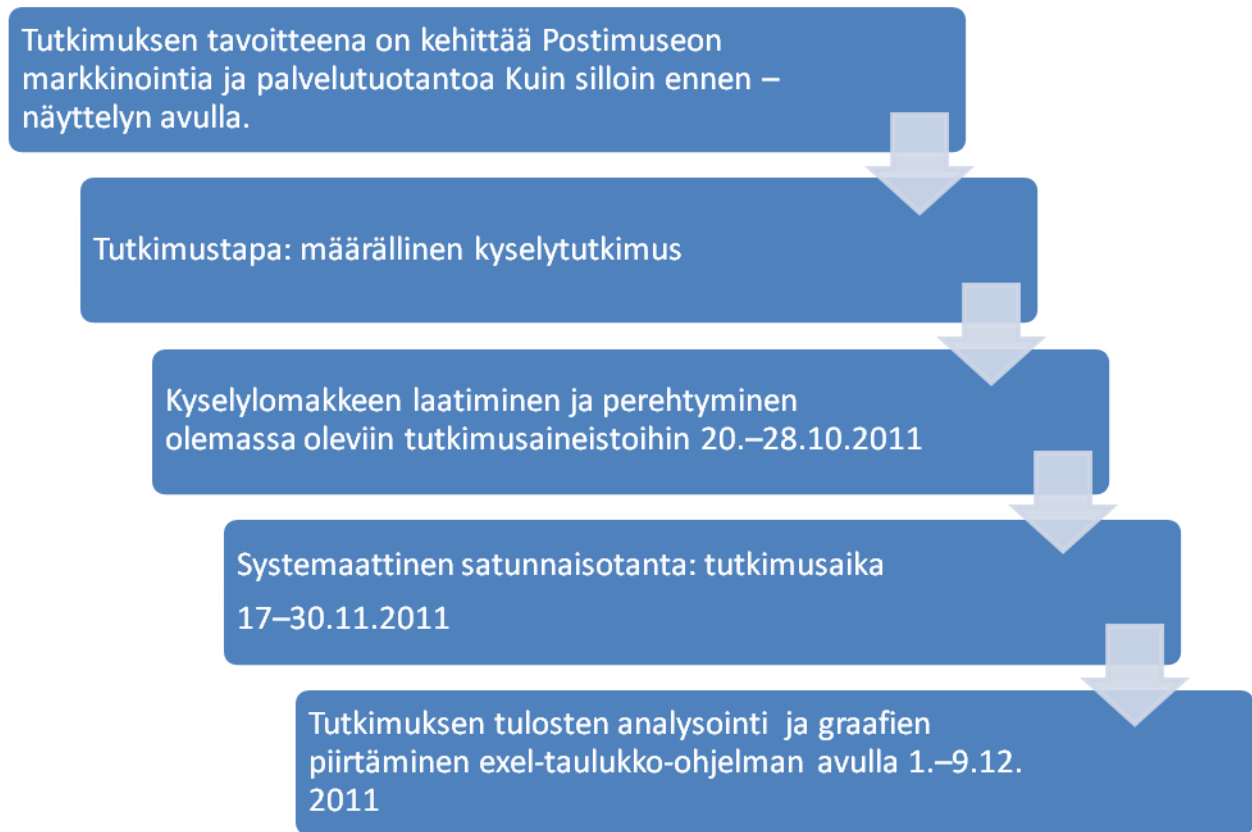 Tutkimuksen tavoitteena on kehittää Postimuseon
markkinointia ja palvelutuotantoa Kuin silloin ennen –
näyttelyn avulla.
Tutkimustapa: määrällinen kyselytutkimus
Kyselylomakkeen laatiminen ja perehtyminen
olemassa oleviin tutkimusaineistoihin 20.–28.10.2011
Systemaattinen satunnaisotanta: tutkimusaika
17–30.11.2011
Tutkimuksen tulosten analysointi ja graafien
piirtäminen exel-taulukko-ohjelman avulla 1.–9.12.
2011